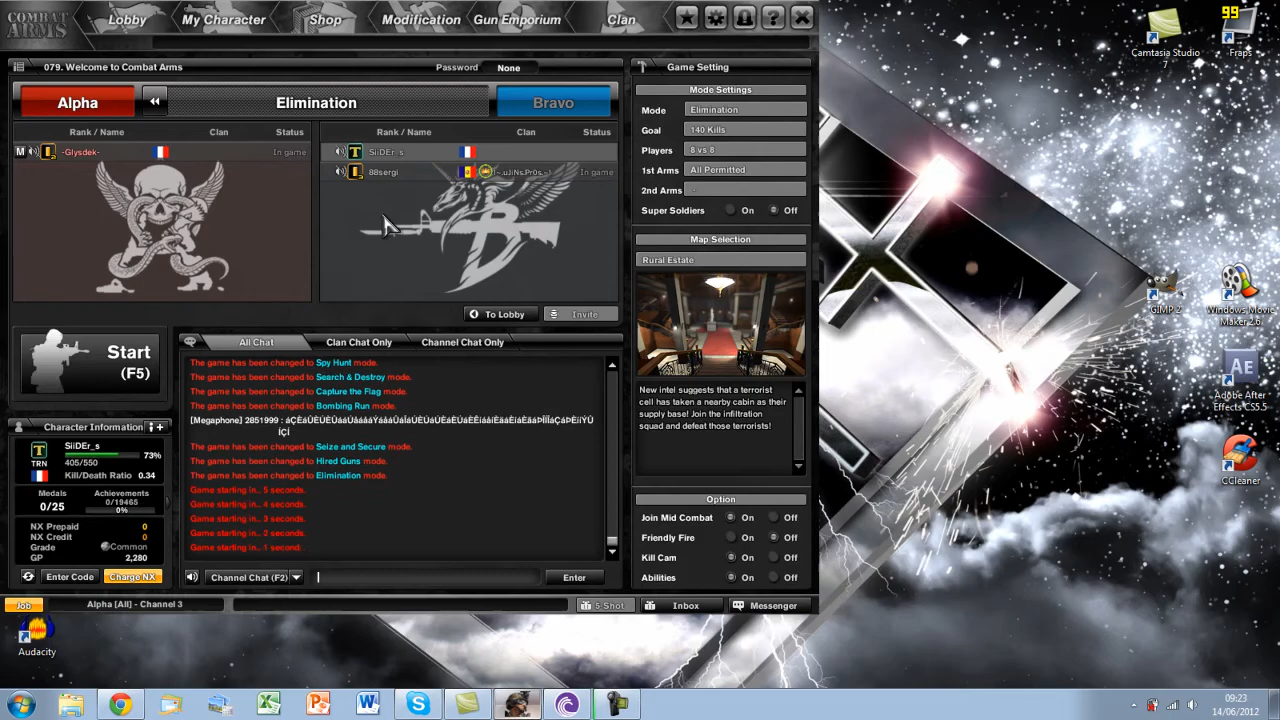 COMBAT ARMS
Lobby
My Character
Shop
Modification
Gun Emporium
Clan
079. Welcome to Combat Arms
Password None
Game Setting
Alpha
Elimination
Bravo
Rank / Name Clan Status
Rank / Name Clan Status
M -Glysdek- In game
T SiiDEr_s
88sergi In game
To Lobby
Invite
Mode Settings
Mode Elimination
Goal 140 Kills
Players 8 vs 8
1st Arms All Permitted
2nd Arms -
Super Soldiers On Off
Map Selection
Rural Estate
New intel suggests that a terrorist
cell has taken a nearby cabin as their
supply base! Join the infiltration
squad and defeat those terrorists!
Option
Join Mid Combat On Off
Friendly Fire On Off
Kill Cam On Off
Abilities On Off
Start
(F5)
All Chat
Clan Chat Only
Channel Chat Only
The game has been changed to Spy Hunt mode.
The game has been changed to Search & Destroy mode.
The game has been changed to Capture the Flag mode.
The game has been changed to Bombing Run mode.
[Megaphone] 2851999 :
The game has been changed to Seize and Secure mode.
The game has been changed to Hired Guns mode.
The game has been changed to Elimination mode.
Game starting in.. 5 seconds.
Game starting in.. 4 seconds.
Game starting in.. 3 seconds.
Game starting in.. 2 seconds.
Game starting in.. 1 second.
Channel Chat (F2)
Enter
Character Information
T SiiDEr_s
TRN 405/550 73%
Kill/Death Ratio 0.34
Medals Achievements
0/25 0/19465
0%
NX Prepaid 0
NX Credit 0
Grade Common
GP 2,280
Enter Code
Charge NX
Job
Alpha [All] - Channel 3
5-Shot
Inbox
Messenger
99
Camtasia Studio
7
Fraps
GIMP 2
Windows Movie
Maker 2.6
AE
Adobe After
Effects CS5.5
CCleaner
Audacity
09:23
14/06/2012